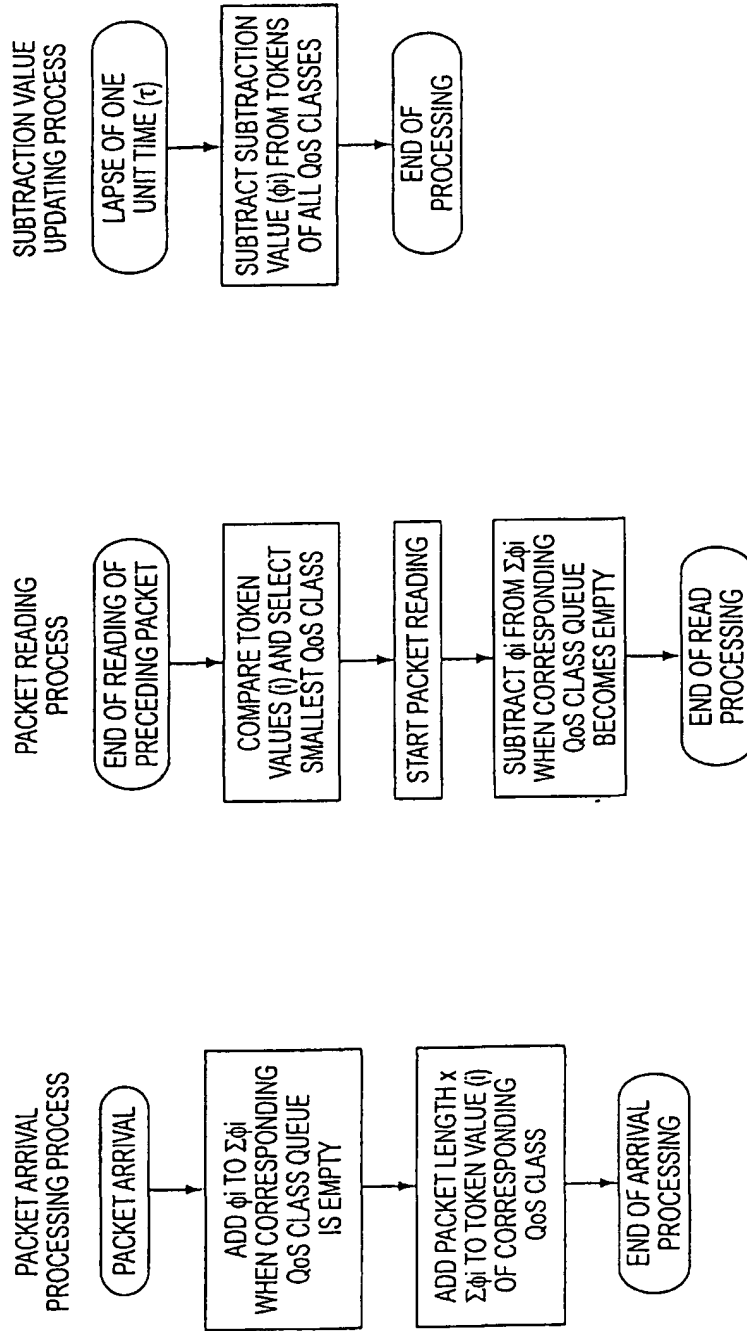 PACKET ARRIVAL
PROCESSING PROCESS
PACKET ARRIVAL
ADD ϕi TO Σϕi
WHEN CORRESPONDING
QoS CLASS QUEUE
IS EMPTY
ADD PACKET LENGTH x
Σϕi TO TOKEN VALUE (i)
OF CORRESPONDING
QoS CLASS
END OF ARRIVAL
PROCESSING
PACKET READING
PROCESS
END OF READING OF
PRECEDING PACKET
COMPARE TOKEN
VALUES (i) AND SELECT
SMALLEST QoS CLASS
START PACKET READING
SUBTRACT ϕi FROM Σϕi
WHEN CORRESPONDING
QoS CLASS QUEUE
BECOMES EMPTY
END OF READ
PROCESSING
SUBTRACTION VALUE
UPDATING PROCESS
LAPSE OF ONE
UNIT TIME (τ)
SUBTRACT SUBTRACTION
VALUE (ϕi) FROM TOKENS
OF ALL QoS CLASSES
END OF
PROCESSING